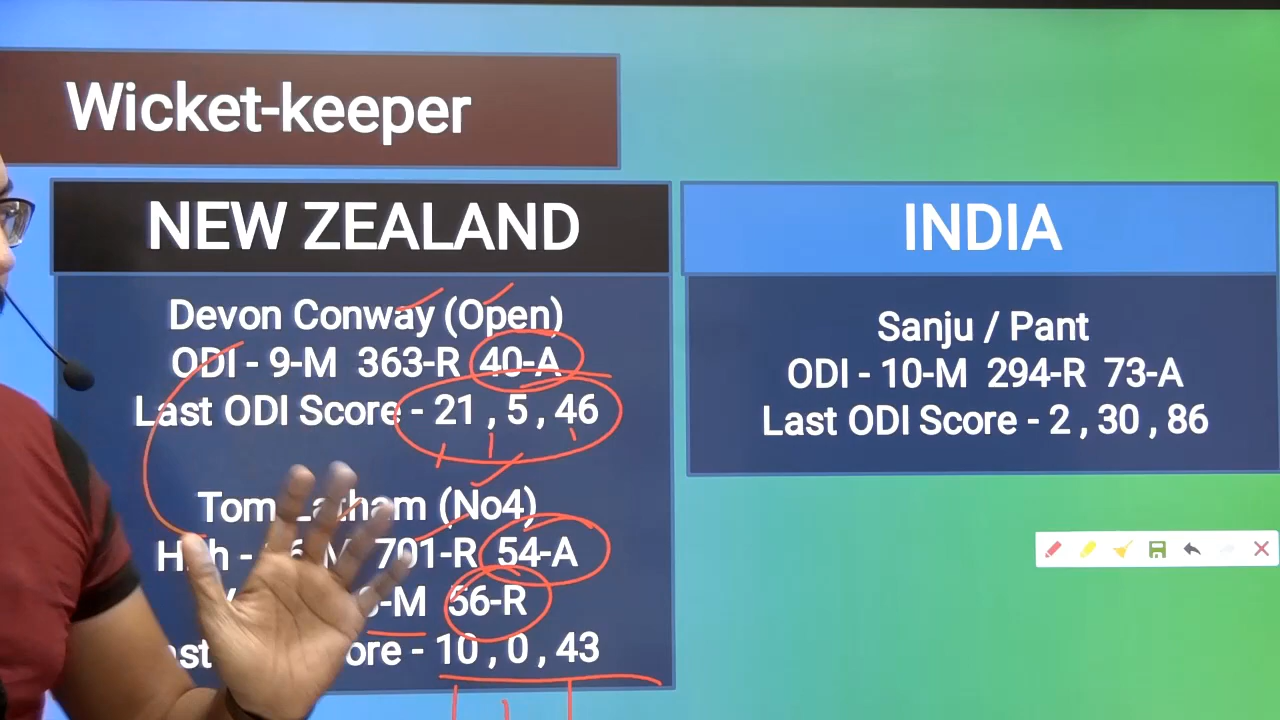 Wicket-keeper
NEW ZEALAND
Devon Conway (Open)
ODI - 9-M 363-R 40-A
Last ODI Score - 21 , 5 , 46
Tom Latham (No4)
701-R 54-A
56-R
- 10 , 0 , 43
INDIA
Sanju / Pant
ODI - 10-M 294-R 73-A
Last ODI Score - 2 , 30 , 86